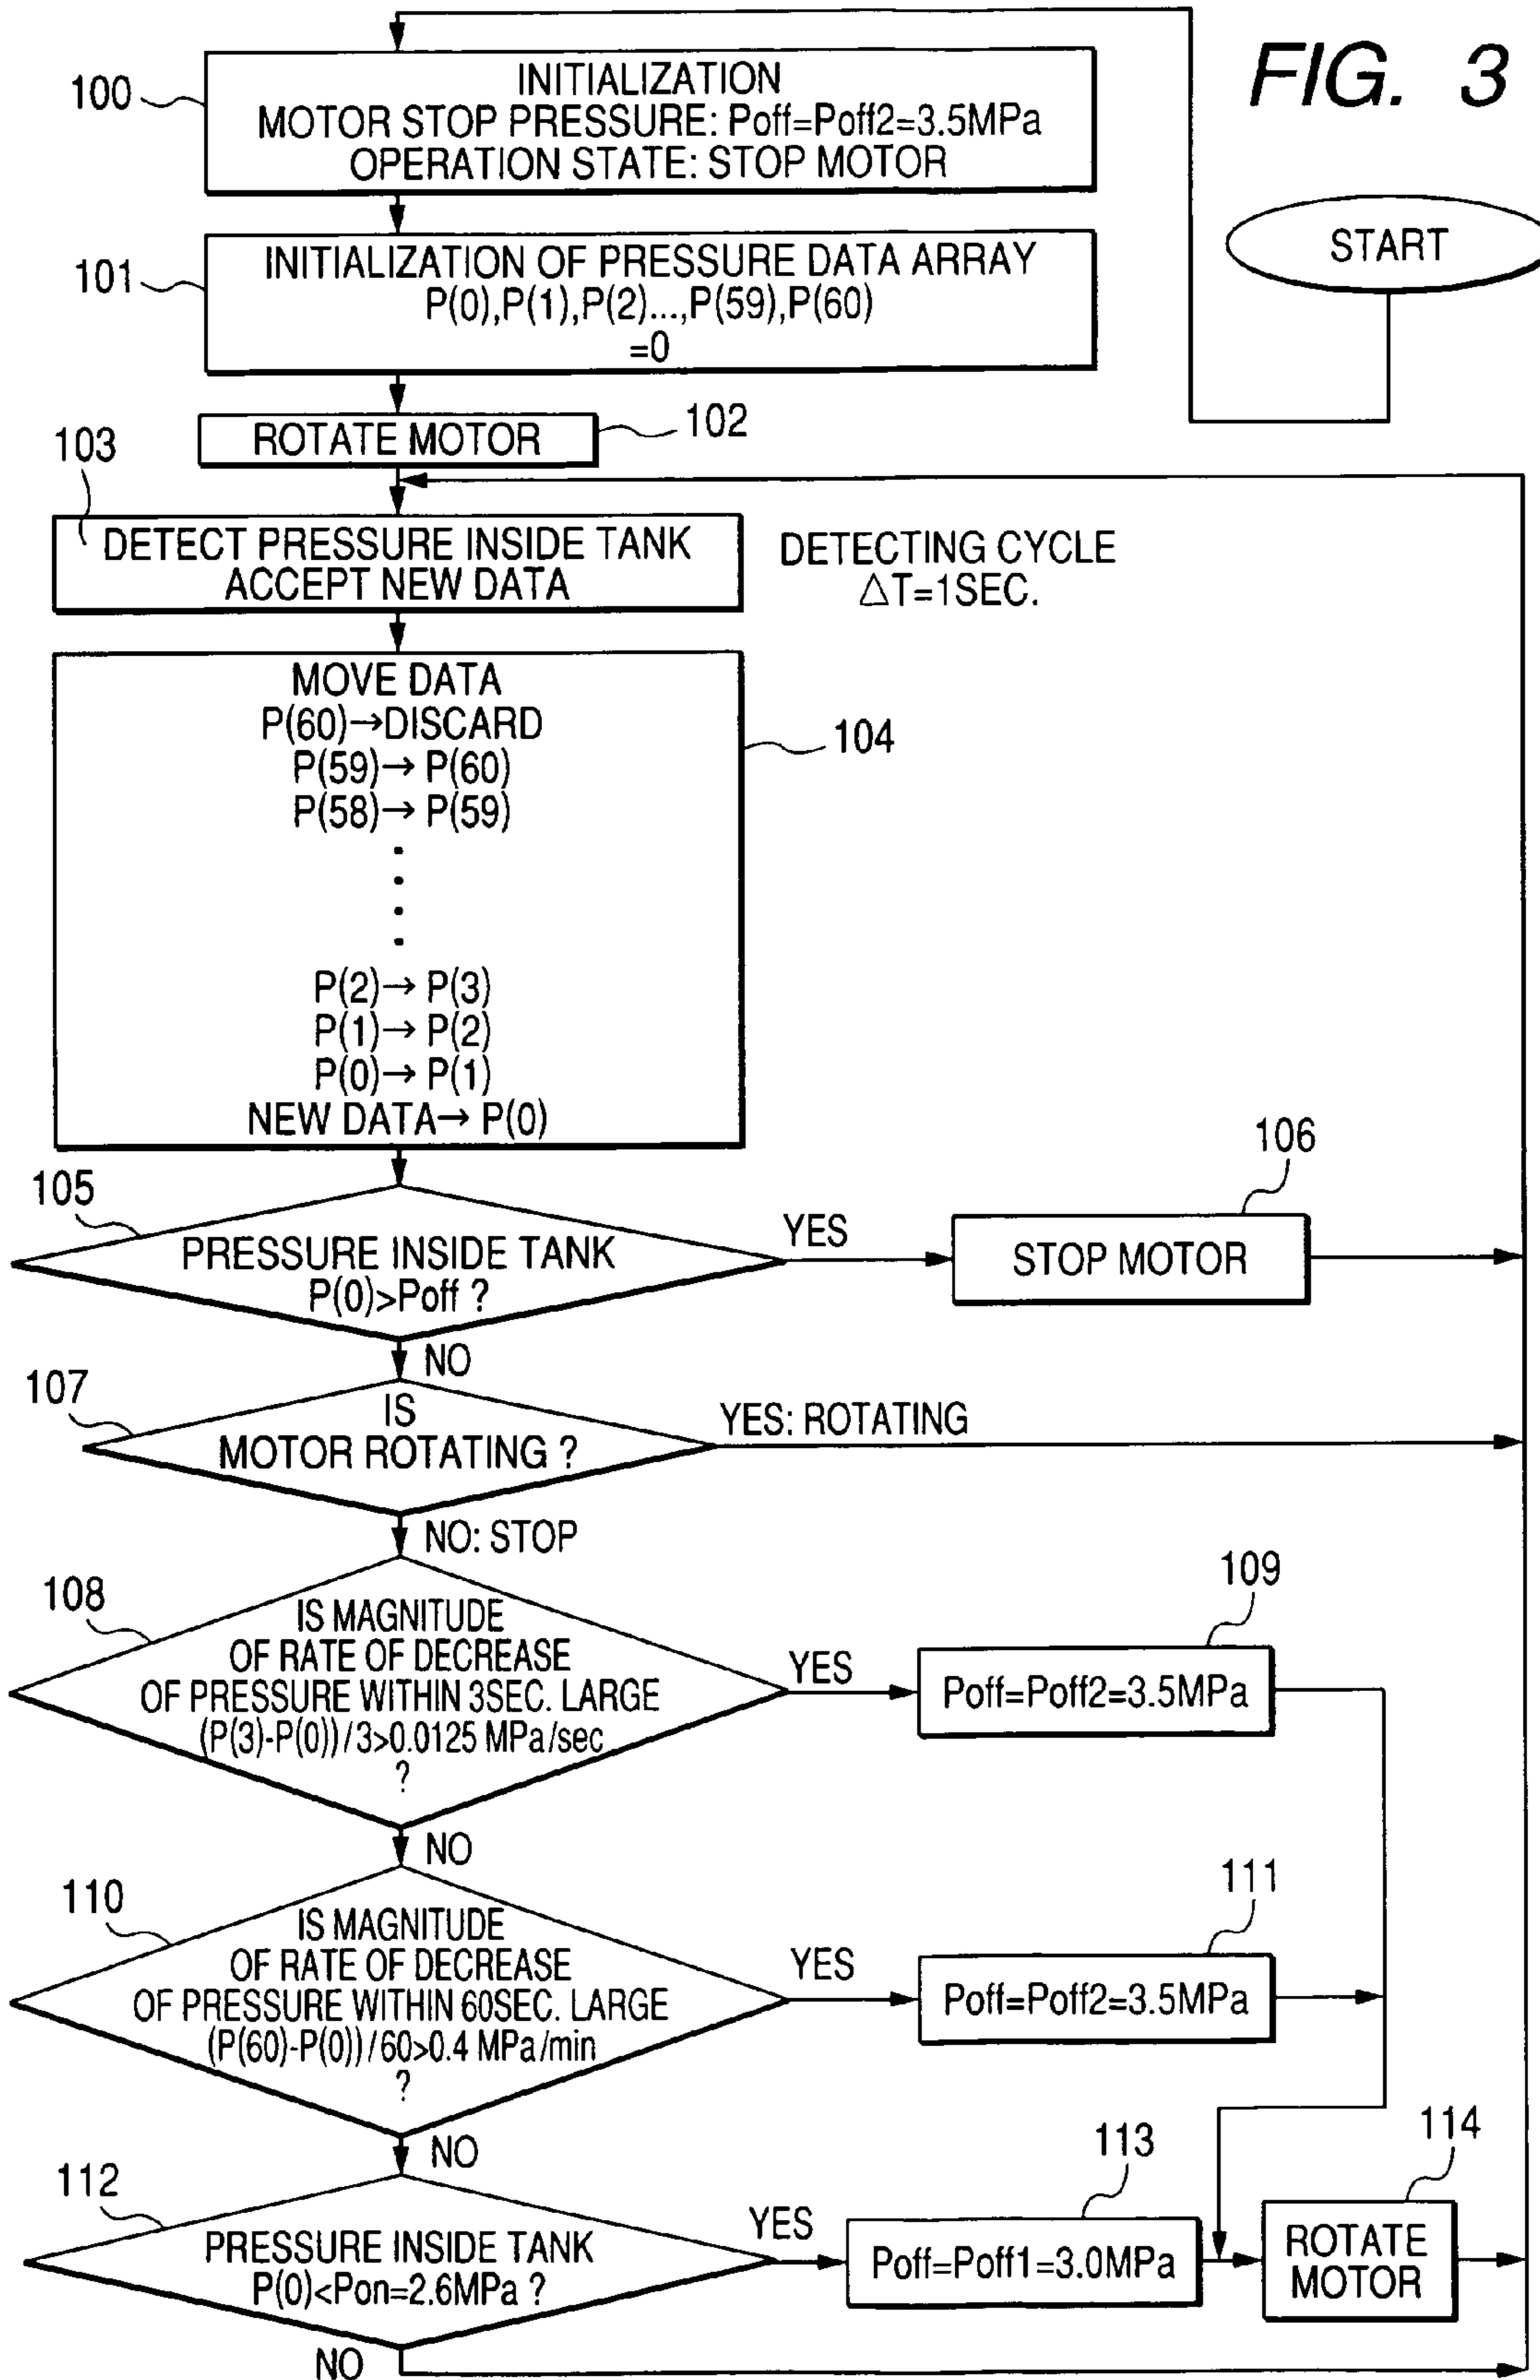 FIG. 3
START
100
INITIALIZATION
MOTOR STOP PRESSURE: Poff=Poff2=3.5MPa
OPERATION STATE: STOP MOTOR
101
INITIALIZATION OF PRESSURE DATA ARRAY
P(0),P(1),P(2)...,P(59),P(60)
=0
ROTATE MOTOR
102
103
DETECT PRESSURE INSIDE TANK
ACCEPT NEW DATA
DETECTING CYCLE
△T=1SEC.
MOVE DATA
P(60)→DISCARD
P(59)→ P(60)
P(58)→ P(59)
.
.
.
.
P(2)→ P(3)
P(1)→ P(2)
P(0)→ P(1)
NEW DATA→ P(0)
104
105
PRESSURE INSIDE TANK
P(0)>Poff ?
YES
106
STOP MOTOR
NO
107
IS
MOTOR ROTATING ?
YES: ROTATING
NO: STOP
108
IS MAGNITUDE
OF RATE OF DECREASE
OF PRESSURE WITHIN 3SEC. LARGE
(P(3)-P(0))/3>0.0125 MPa/sec
?
YES
109
Poff=Poff2=3.5MPa
NO
110
IS MAGNITUDE
OF RATE OF DECREASE
OF PRESSURE WITHIN 60SEC. LARGE
(P(60)-P(0))/60>0.4 MPa/min
?
YES
111
Poff=Poff2=3.5MPa
NO
112
PRESSURE INSIDE TANK
P(0)<Pon=2.6MPa ?
YES
113
Poff=Poff1=3.0MPa
114
ROTATE
MOTOR
NO